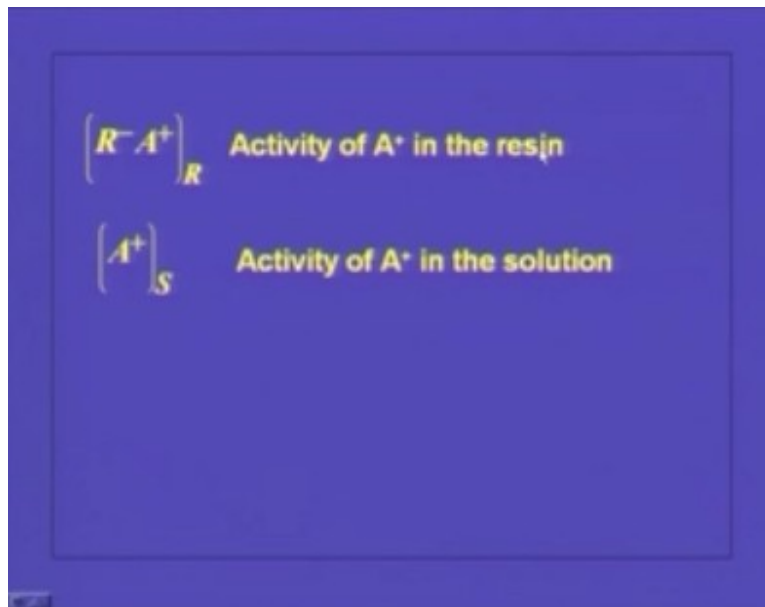 (R⁻A⁺)R Activity of A⁺ in the resin
(A⁺)S Activity of A⁺ in the solution